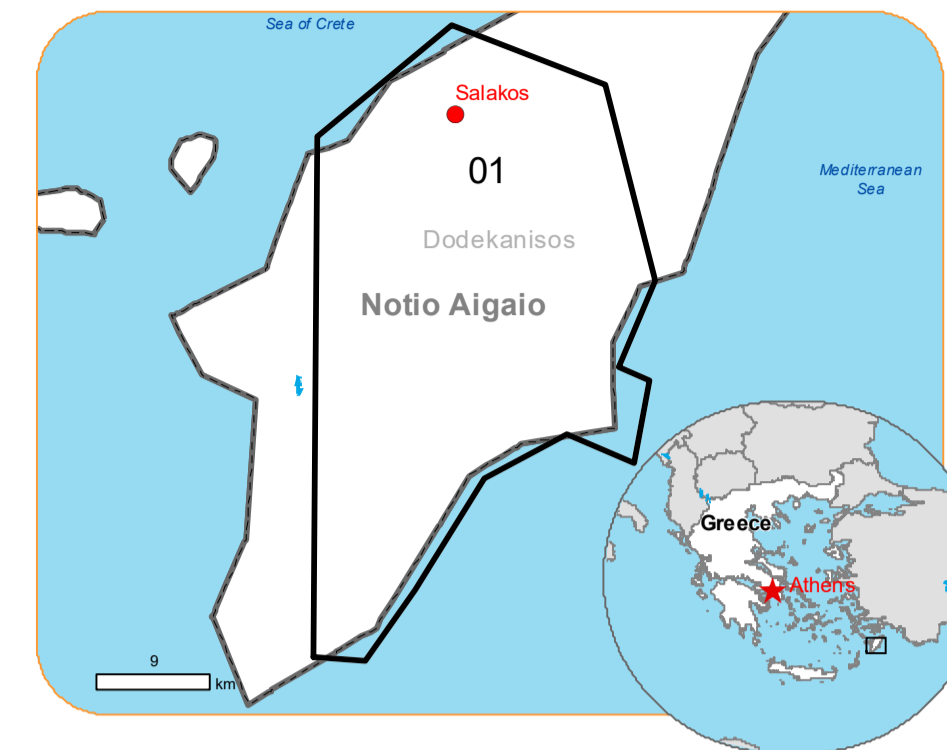 Sea of Crete
Salakos
01
Mediterranean
Sea
Dodekanisos
Notio Aigaio
Greece
Athens
9
km